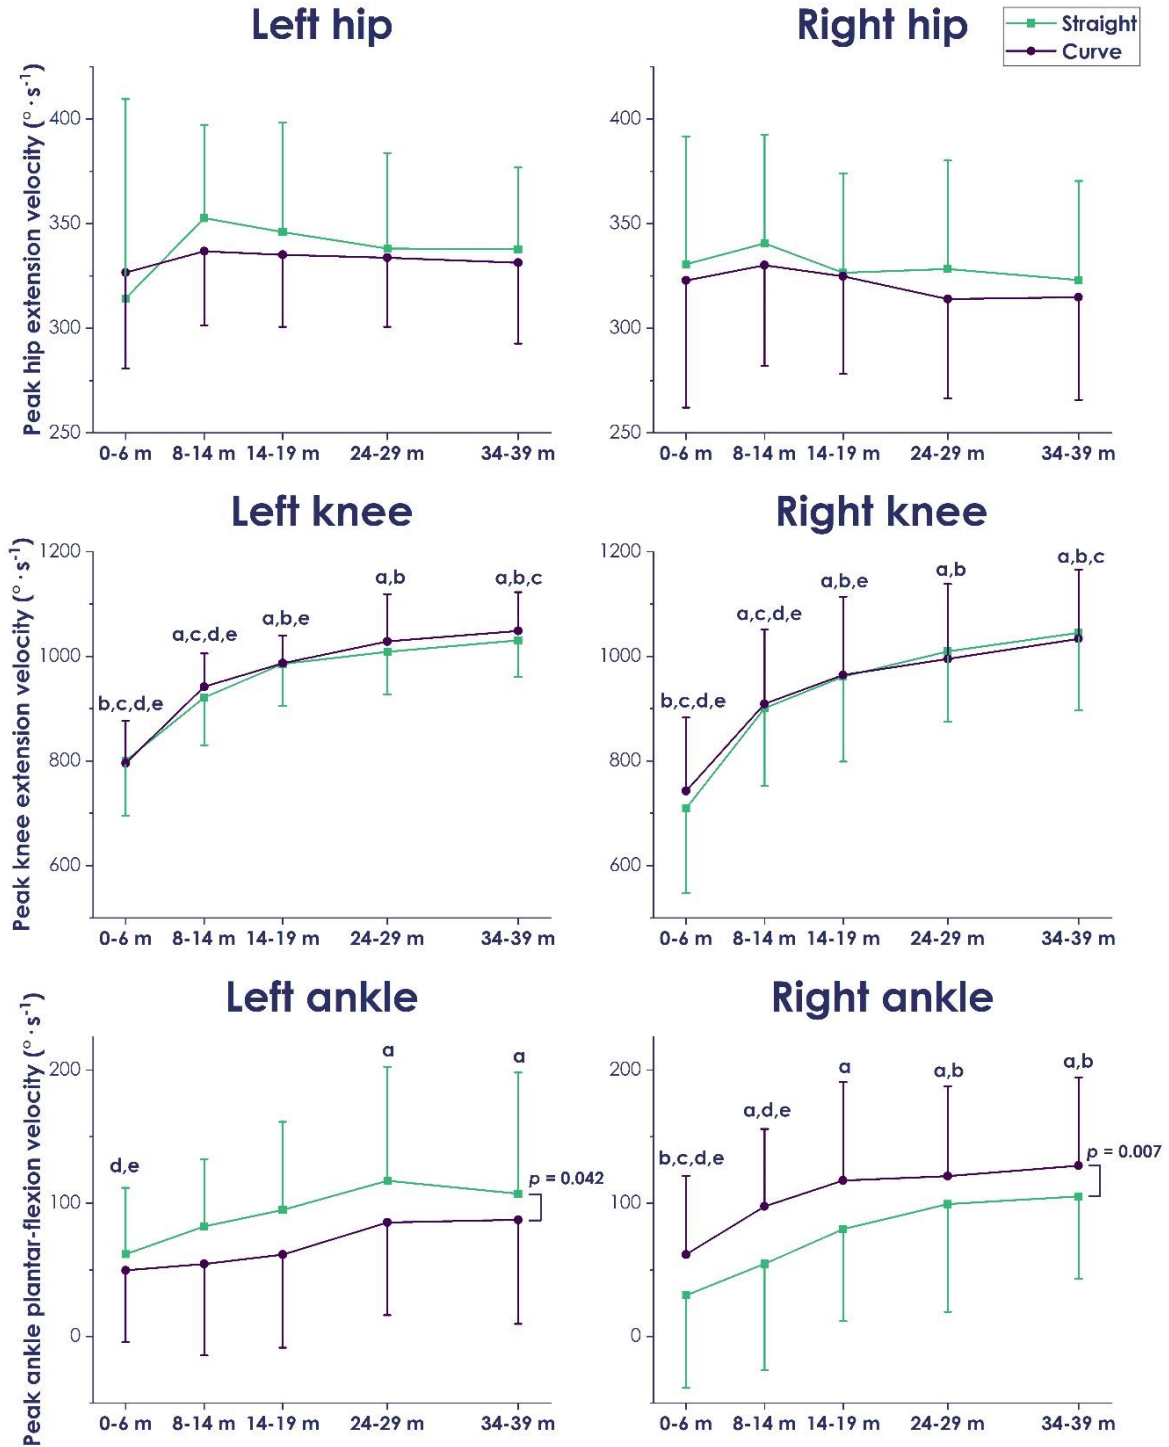 Left hip
Right hip
Straight
Curve
Peak hip extension velocity (° · s⁻¹)
400
350
300
250
0-6 m 8-14 m 14-19 m 24-29 m 34-39 m
400
350
300
250
0-6 m 8-14 m 14-19 m 24-29 m 34-39 m
Left knee
Right knee
Peak knee extension velocity (° · s⁻¹)
1200
1000
800
600
b,c,d,e
a,c,d,e
a,b,e
a,b
a,b,c
0-6 m 8-14 m 14-19 m 24-29 m 34-39 m
1200
1000
800
600
b,c,d,e
a,c,d,e
a,b,e
a,b
a,b,c
0-6 m 8-14 m 14-19 m 24-29 m 34-39 m
Left ankle
Right ankle
Peak ankle plantar-flexion velocity (° · s⁻¹)
200
100
0
d,e
a
a
p = 0.042
0-6 m 8-14 m 14-19 m 24-29 m 34-39 m
200
100
0
b,c,d,e
a,d,e
a
a,b
a,b
p = 0.007
0-6 m 8-14 m 14-19 m 24-29 m 34-39 m